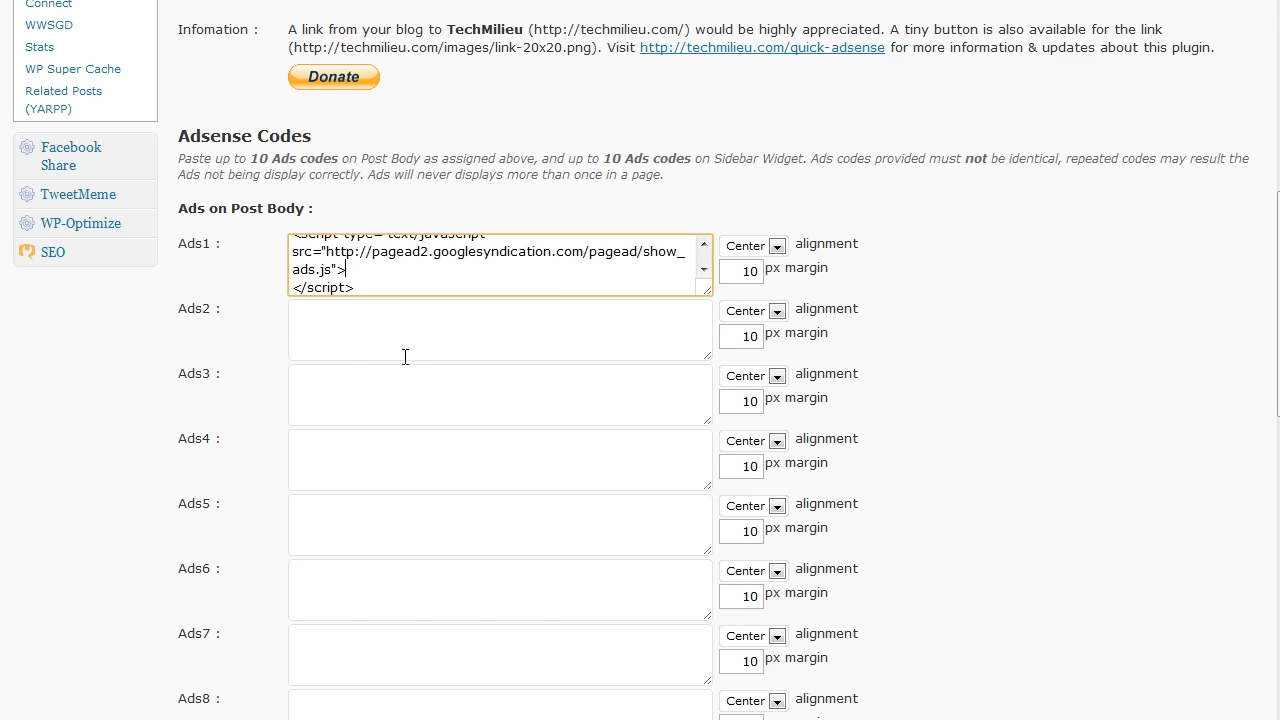 Connect
WWSGD
Stats
WP Super Cache
Related Posts
(YARPP)
Facebook
Share
TweetMeme
WP-Optimize
SEO
Infomation : A link from your blog to TechMilieu (http://techmilieu.com/) would be highly appreciated. A tiny button is also available for the link
(http://techmilieu.com/images/link-20x20.png). Visit http://techmilieu.com/quick-adsense for more information & updates about this plugin.
Donate
Adsense Codes
Paste up to 10 Ads codes on Post Body as assigned above, and up to 10 Ads codes on Sidebar Widget. Ads codes provided must not be identical, repeated codes may result the
Ads not being display correctly. Ads will never displays more than once in a page.
Ads on Post Body :
Ads1 :
<script type="text/javascript"
src="http://pagead2.googlesyndication.com/pagead/show_
ads.js">
</script>
Center alignment
10 px margin
Ads2 : Center alignment
10 px margin
Ads3 : Center alignment
10 px margin
Ads4 : Center alignment
10 px margin
Ads5 : Center alignment
10 px margin
Ads6 : Center alignment
10 px margin
Ads7 : Center alignment
10 px margin
Ads8 : Center alignment